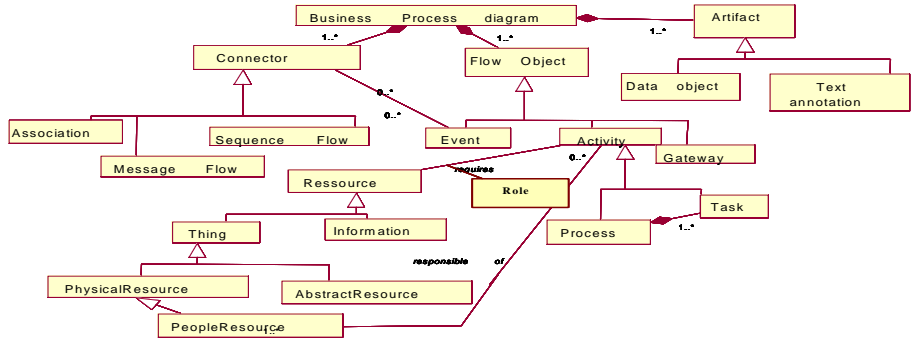 Business Process diagram
Artifact
1..*
1..*
1..*
Connector
Flow Object
Data object
Text
annotation
0..*
0..*
Association
Sequence Flow
Event
Activity
Message Flow
0..*
Gateway
requires
Ressource
Role
Task
Thing
Information
Process
1..*
responsible of
PhysicalResource
AbstractResource
PeopleResource